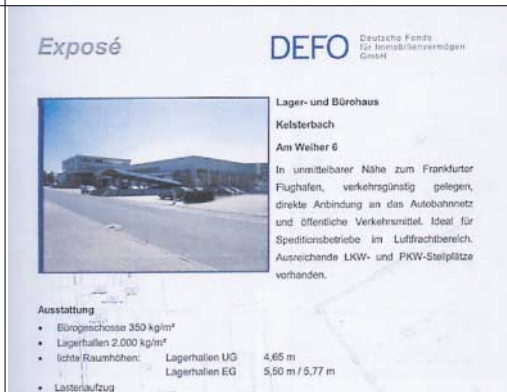 Exposé
DEFO
Deutsche Fonds
für Immobilienvermögen
GmbH
Lager- und Bürohaus
Kelsterbach
Am Weiher 6
In unmittelbarer Nähe zum Frankfurter
Flughafen, verkehrsgünstig gelegen,
direkte Anbindung an das Autobahnnetz
und öffentliche Verkehrsmittel. Ideal für
Speditionsbetriebe im Luftfrachtbereich.
Ausreichende LKW- und PKW-Stellplätze
vorhanden.
Ausstattung
• Bürogeschosse 350 kg/m²
• Lagerhallen 2.000 kg/m²
• lichte Raumhöhen: Lagerhallen UG 4,65 m
Lagerhallen EG 5,50 m / 5,77 m
• Lastenaufzug